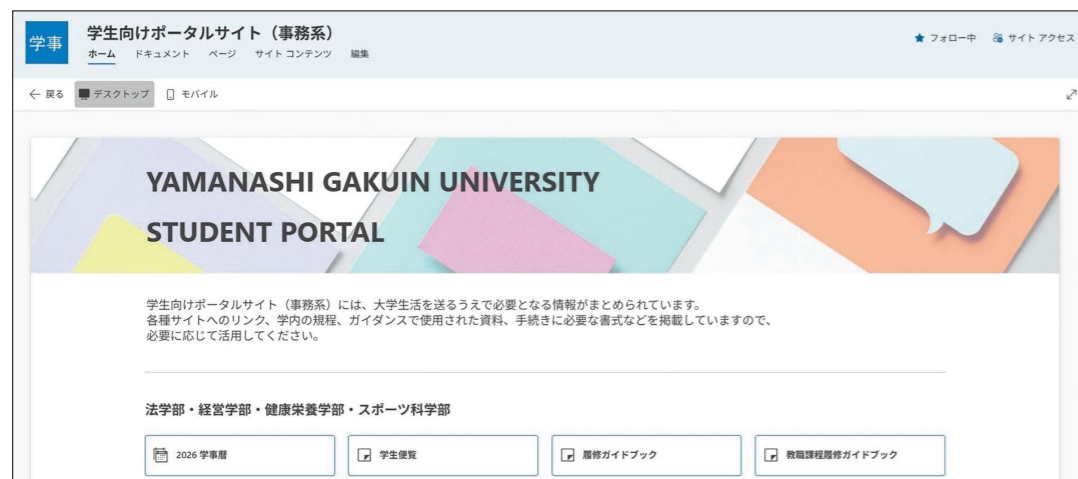 学事
学生向けポータルサイト（事務系）
ホーム ドキュメント ページ サイト コンテンツ 編集
フォロー中 サイト アクセス
戻る デスクトップ モバイル
YAMANASHI GAKUIN UNIVERSITY
STUDENT PORTAL
学生向けポータルサイト（事務系）には、大学生活を送るうえで必要となる情報がまとめられています。
各種サイトへのリンク、学内の規程、ガイダンスで使用された資料、手続きに必要な書式などを掲載していますので、
必要に応じて活用してください。
法学部・経営学部・健康栄養学部・スポーツ科学部
2026 学事暦 学生便覧 履修ガイドブック 教職課程履修ガイドブック